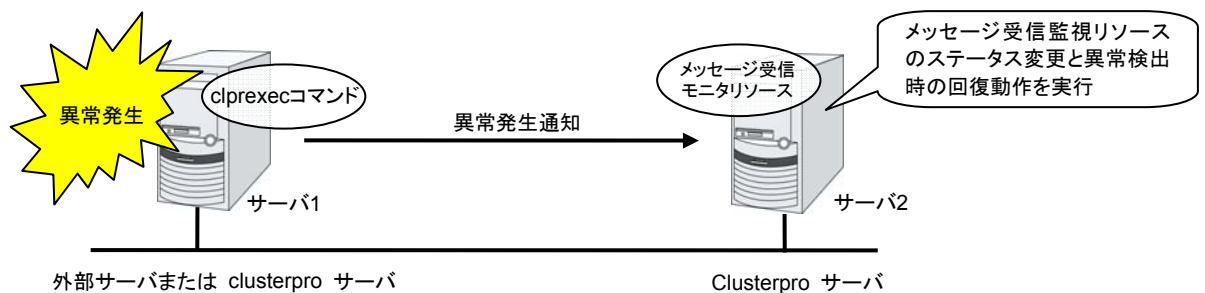 メッセージ受信監視リソース
のステータス変更と異常検出
時の回復動作を実行
異常発生
clprexecコマンド
メッセージ受信
モニタリソース
異常発生通知
サーバ1
サーバ2
外部サーバまたは clusterpro サーバ
Clusterpro サーバ